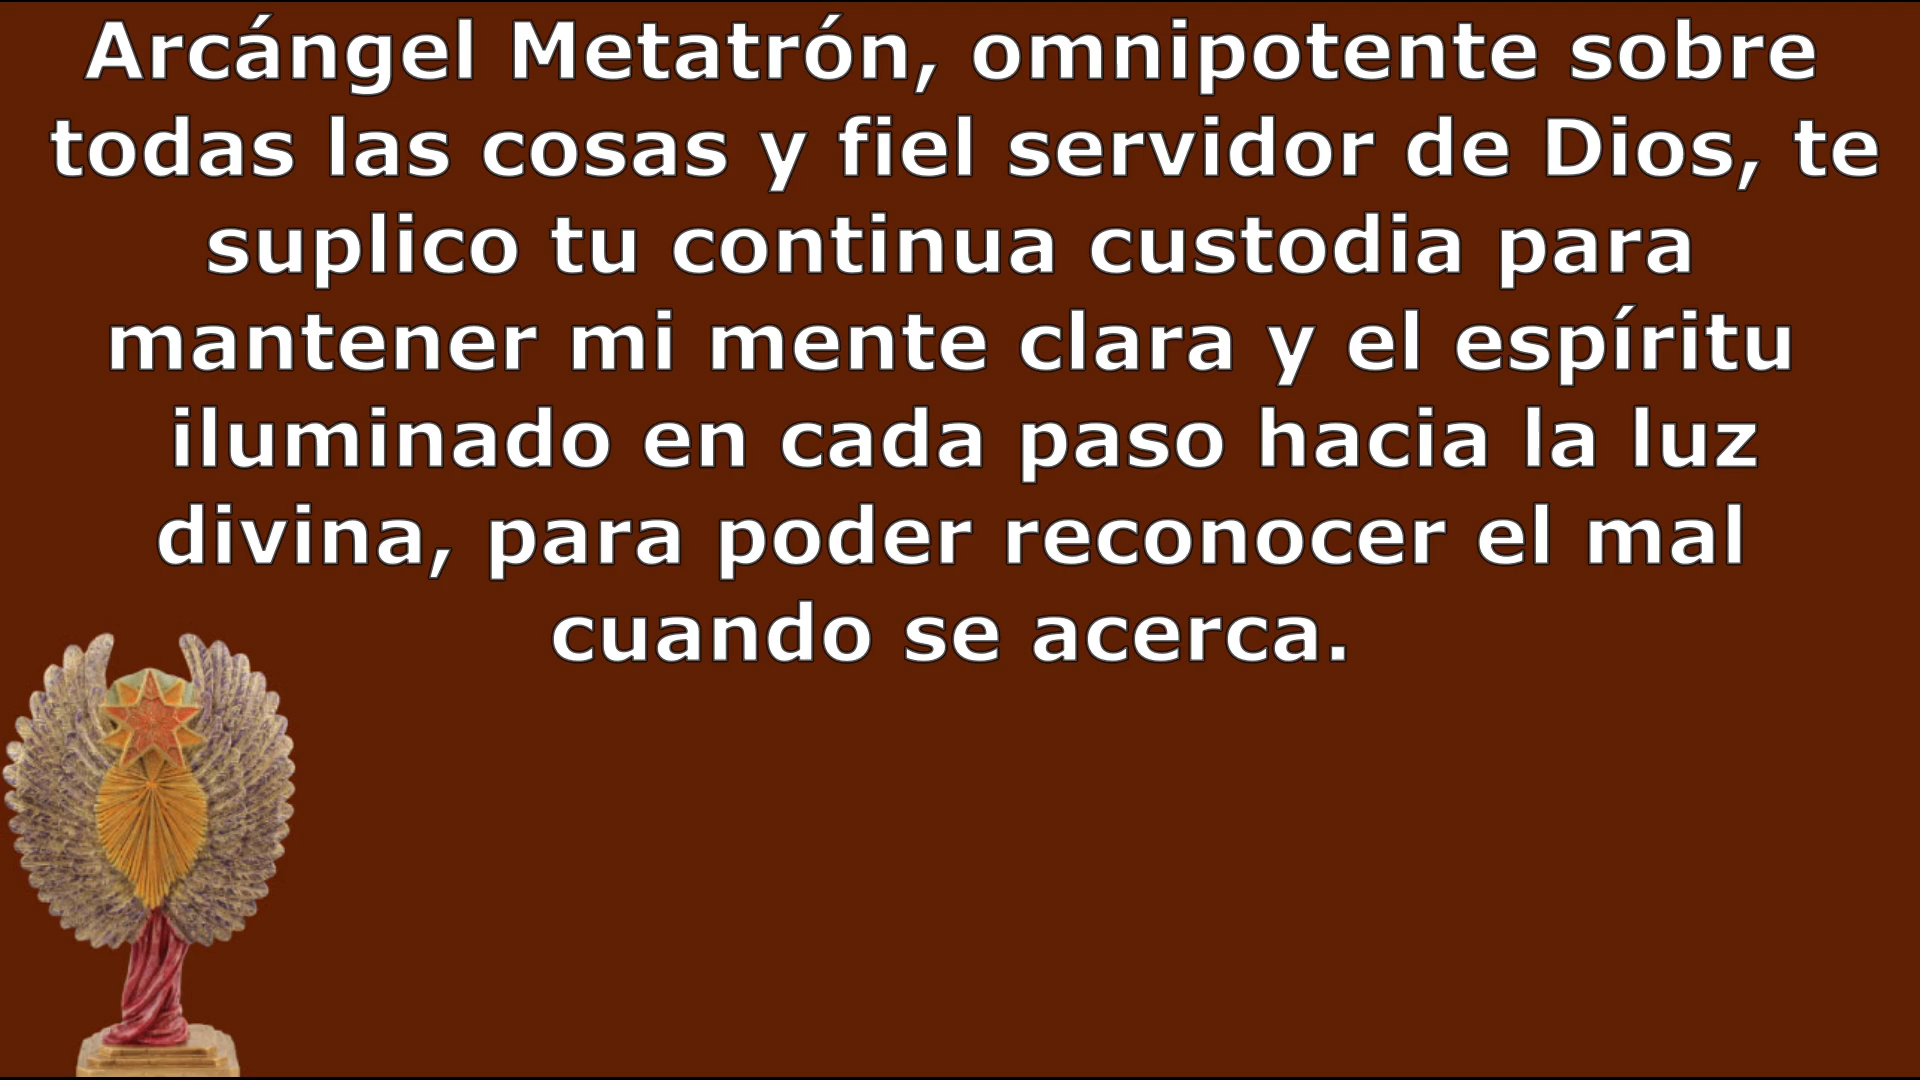 Arcángel Metatrón, omnipotente sobre
todas las cosas y fiel servidor de Dios, te
suplico tu continua custodia para
mantener mi mente clara y el espíritu
iluminado en cada paso hacia la luz
divina, para poder reconocer el mal
cuando se acerca.